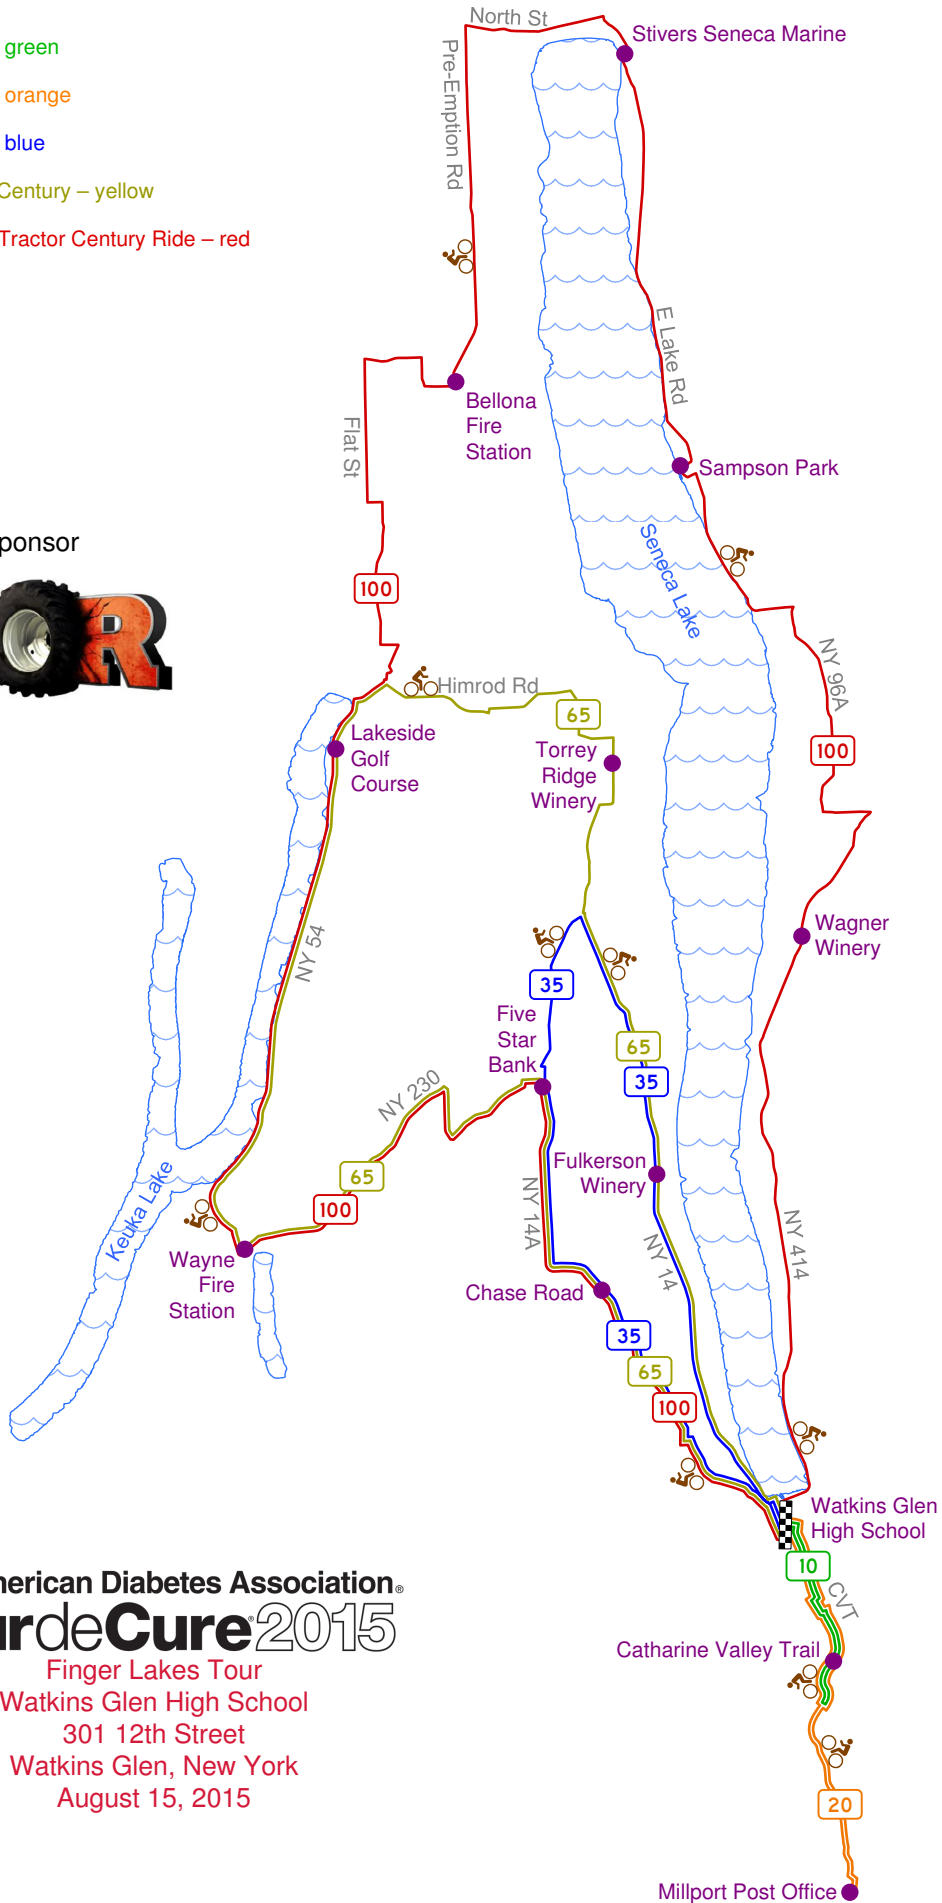 green
orange
blue
Century – yellow
Tractor Century Ride – red
ponsor
R
North St
Stivers Seneca Marine
Pre-Emption Rd
E Lake Rd
Bellona
Fire
Station
Flat St
Sampson Park
Seneca Lake
100
NY 96A
Himrod Rd
65
100
Lakeside
Golf
Course
Torrey
Ridge
Winery
Wagner
Winery
NY 54
35
Five
Star
Bank
65
35
NY 230
Fulkerson
Winery
Keuka Lake
65
100
NY 14A
NY 14
NY 414
Wayne
Fire
Station
Chase Road
35
65
100
Watkins Glen
High School
10
CVT
Catharine Valley Trail
20
Millport Post Office
merican Diabetes Association®
urdeCure®2015
Finger Lakes Tour
Watkins Glen High School
301 12th Street
Watkins Glen, New York
August 15, 2015